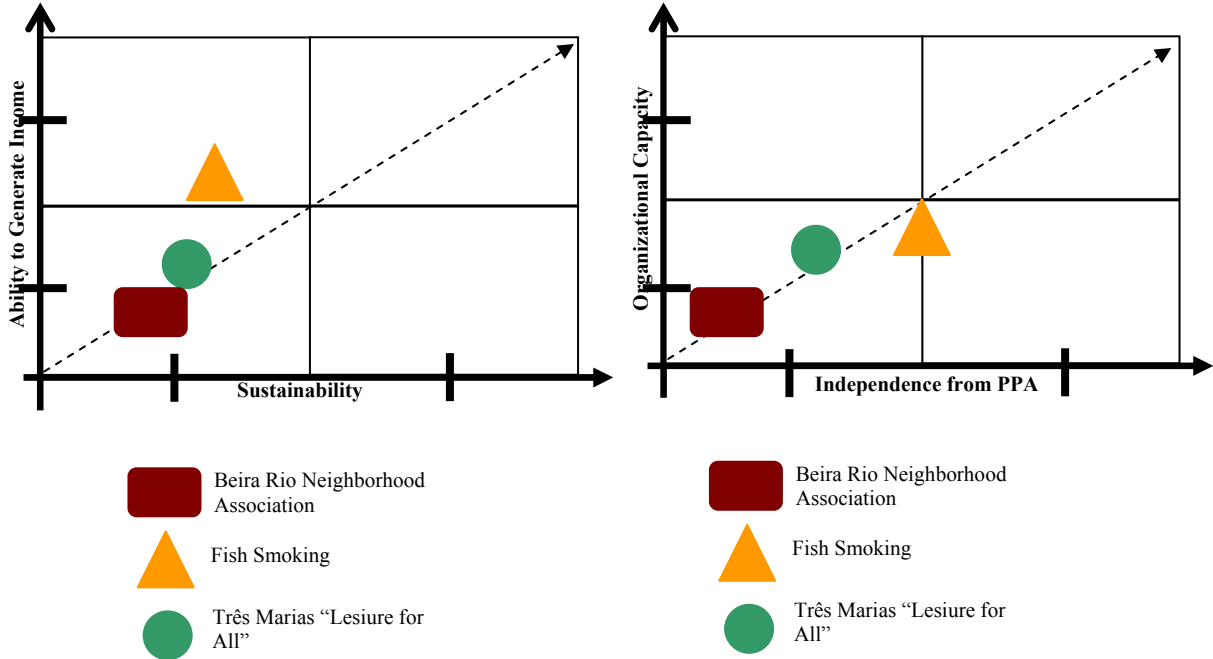 Ability to Generate Income
Sustainability
Organizational Capacity
Independence from PPA
Beira Rio Neighborhood
Association
Fish Smoking
Três Marias “Lesiure for
All”
Beira Rio Neighborhood
Association
Fish Smoking
Três Marias “Lesiure for
All”